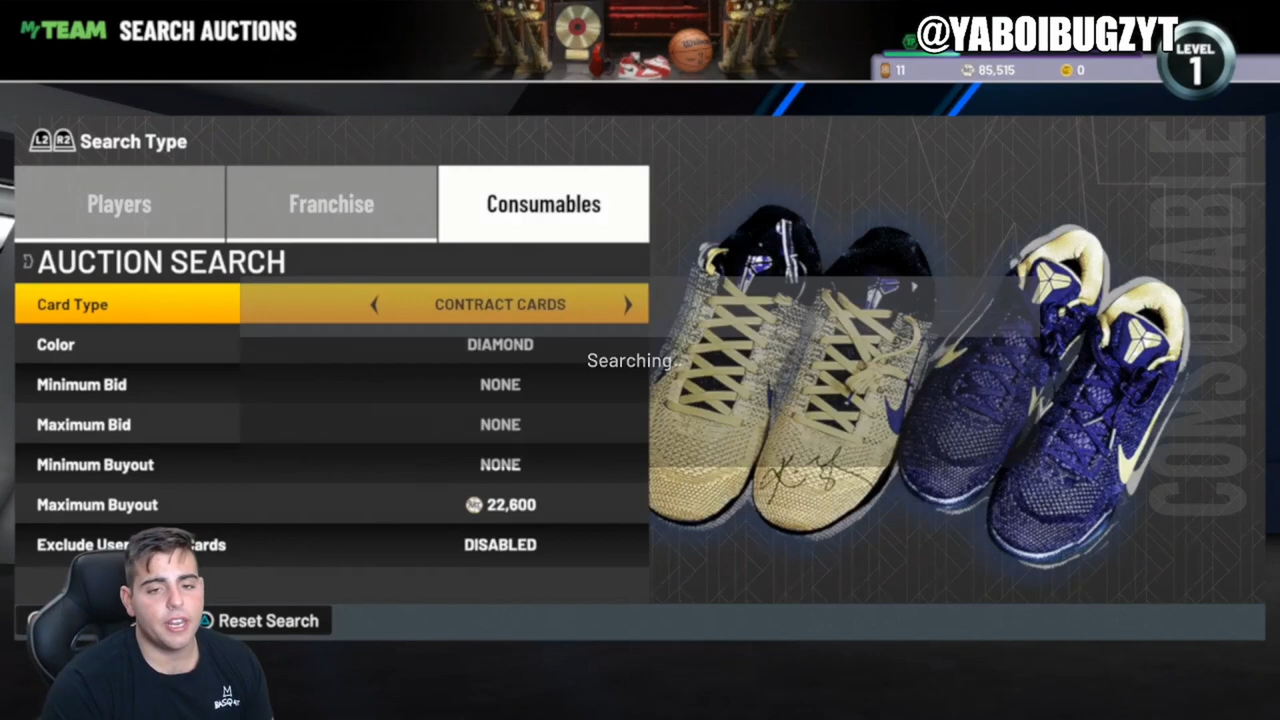 MyTEAM SEARCH AUCTIONS
@YABOIBUGZYT
LEVEL
1
11 85,515 0
L2 R2 Search Type
Players Franchise Consumables
AUCTION SEARCH
Card Type CONTRACT CARDS
Color DIAMOND
Searching..
Minimum Bid NONE
Maximum Bid NONE
Minimum Buyout NONE
Maximum Buyout 22,600
Exclude User DISABLED
Reset Search
CONSUMABLE